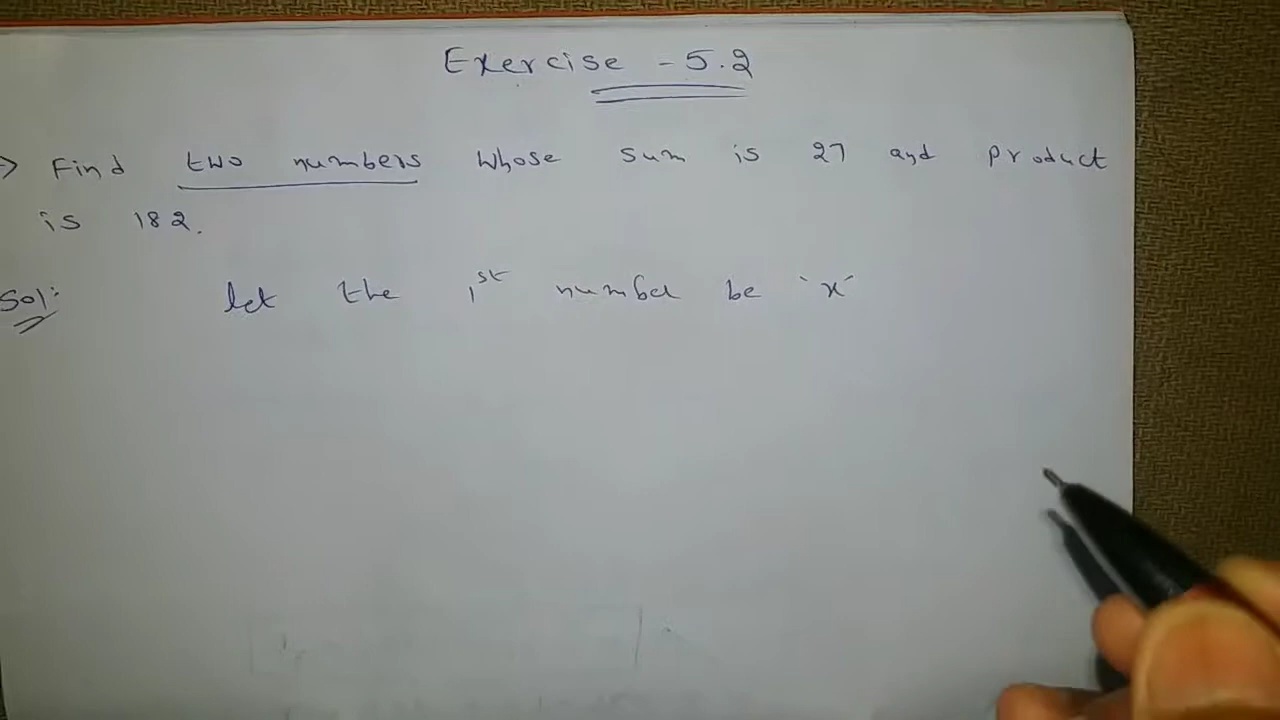 Exercise - 5.2
→ Find two numbers whose sum is 27 and product
is 182.
Sol: let the 1st number be 'x'